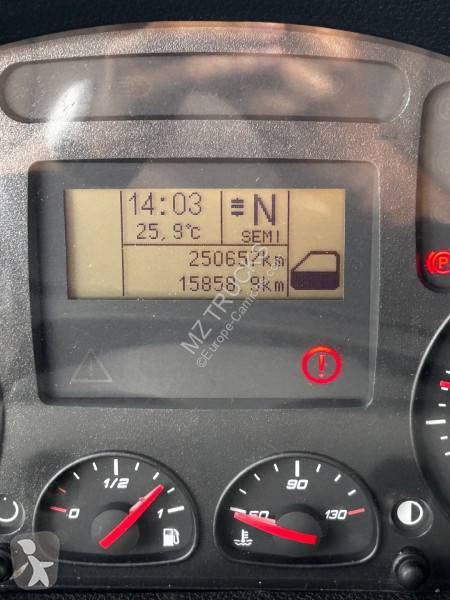 14:03
N
25,9°c
SEMI
250652km
15858,9km
P
MZ TRUCKS
©Europe-Camions.com
0 1/2 1
50 90 130